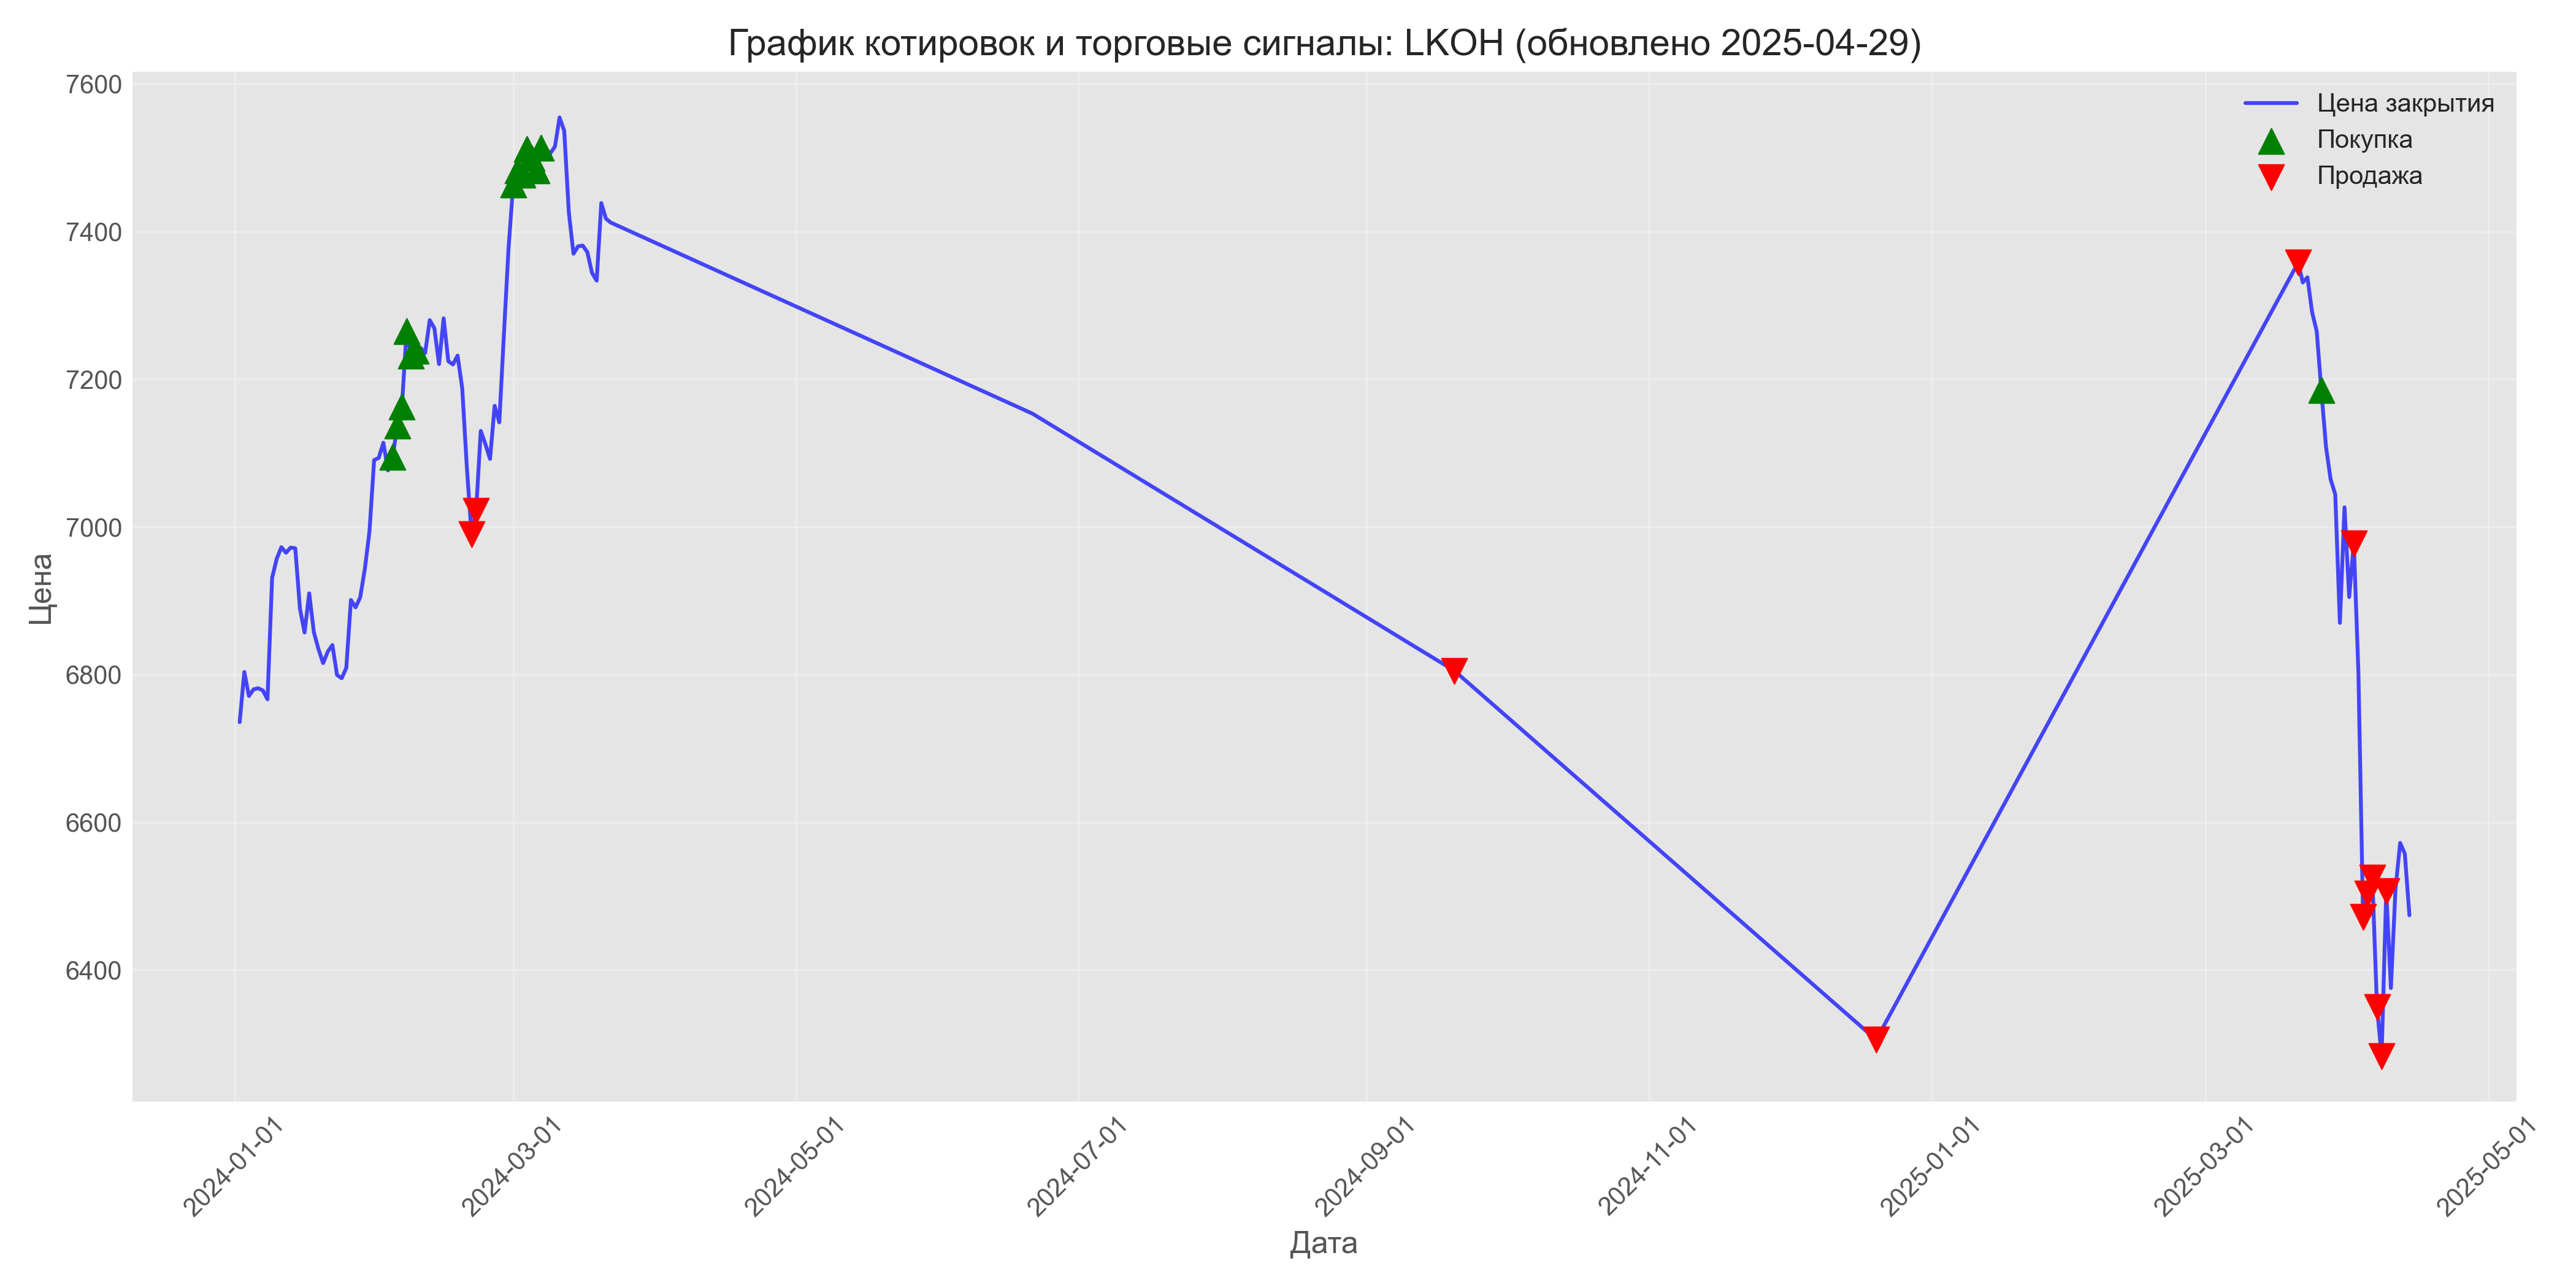 График котировок и торговые сигналы: LKOH (обновлено 2025-04-29)
Цена закрытия
Покупка
Продажа
7600
7400
7200
7000
6800
6600
6400
Цена
2024-01-01
2024-03-01
2024-05-01
2024-07-01
2024-09-01
2024-11-01
2025-01-01
2025-03-01
2025-05-01
Дата